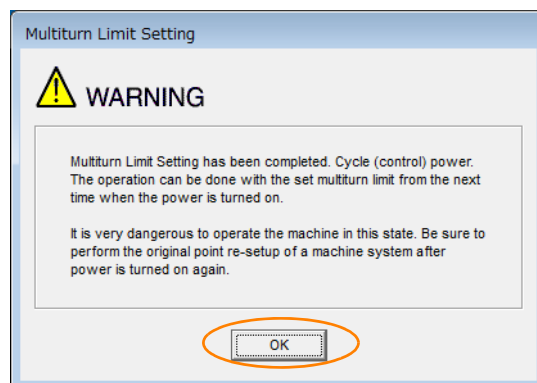 Multiturn Limit Setting
WARNING
Multiturn Limit Setting has been completed. Cycle (control) power.
The operation can be done with the set multiturn limit from the next
time when the power is turned on.
It is very dangerous to operate the machine in this state. Be sure to
perform the original point re-setup of a machine system after
power is turned on again.
OK